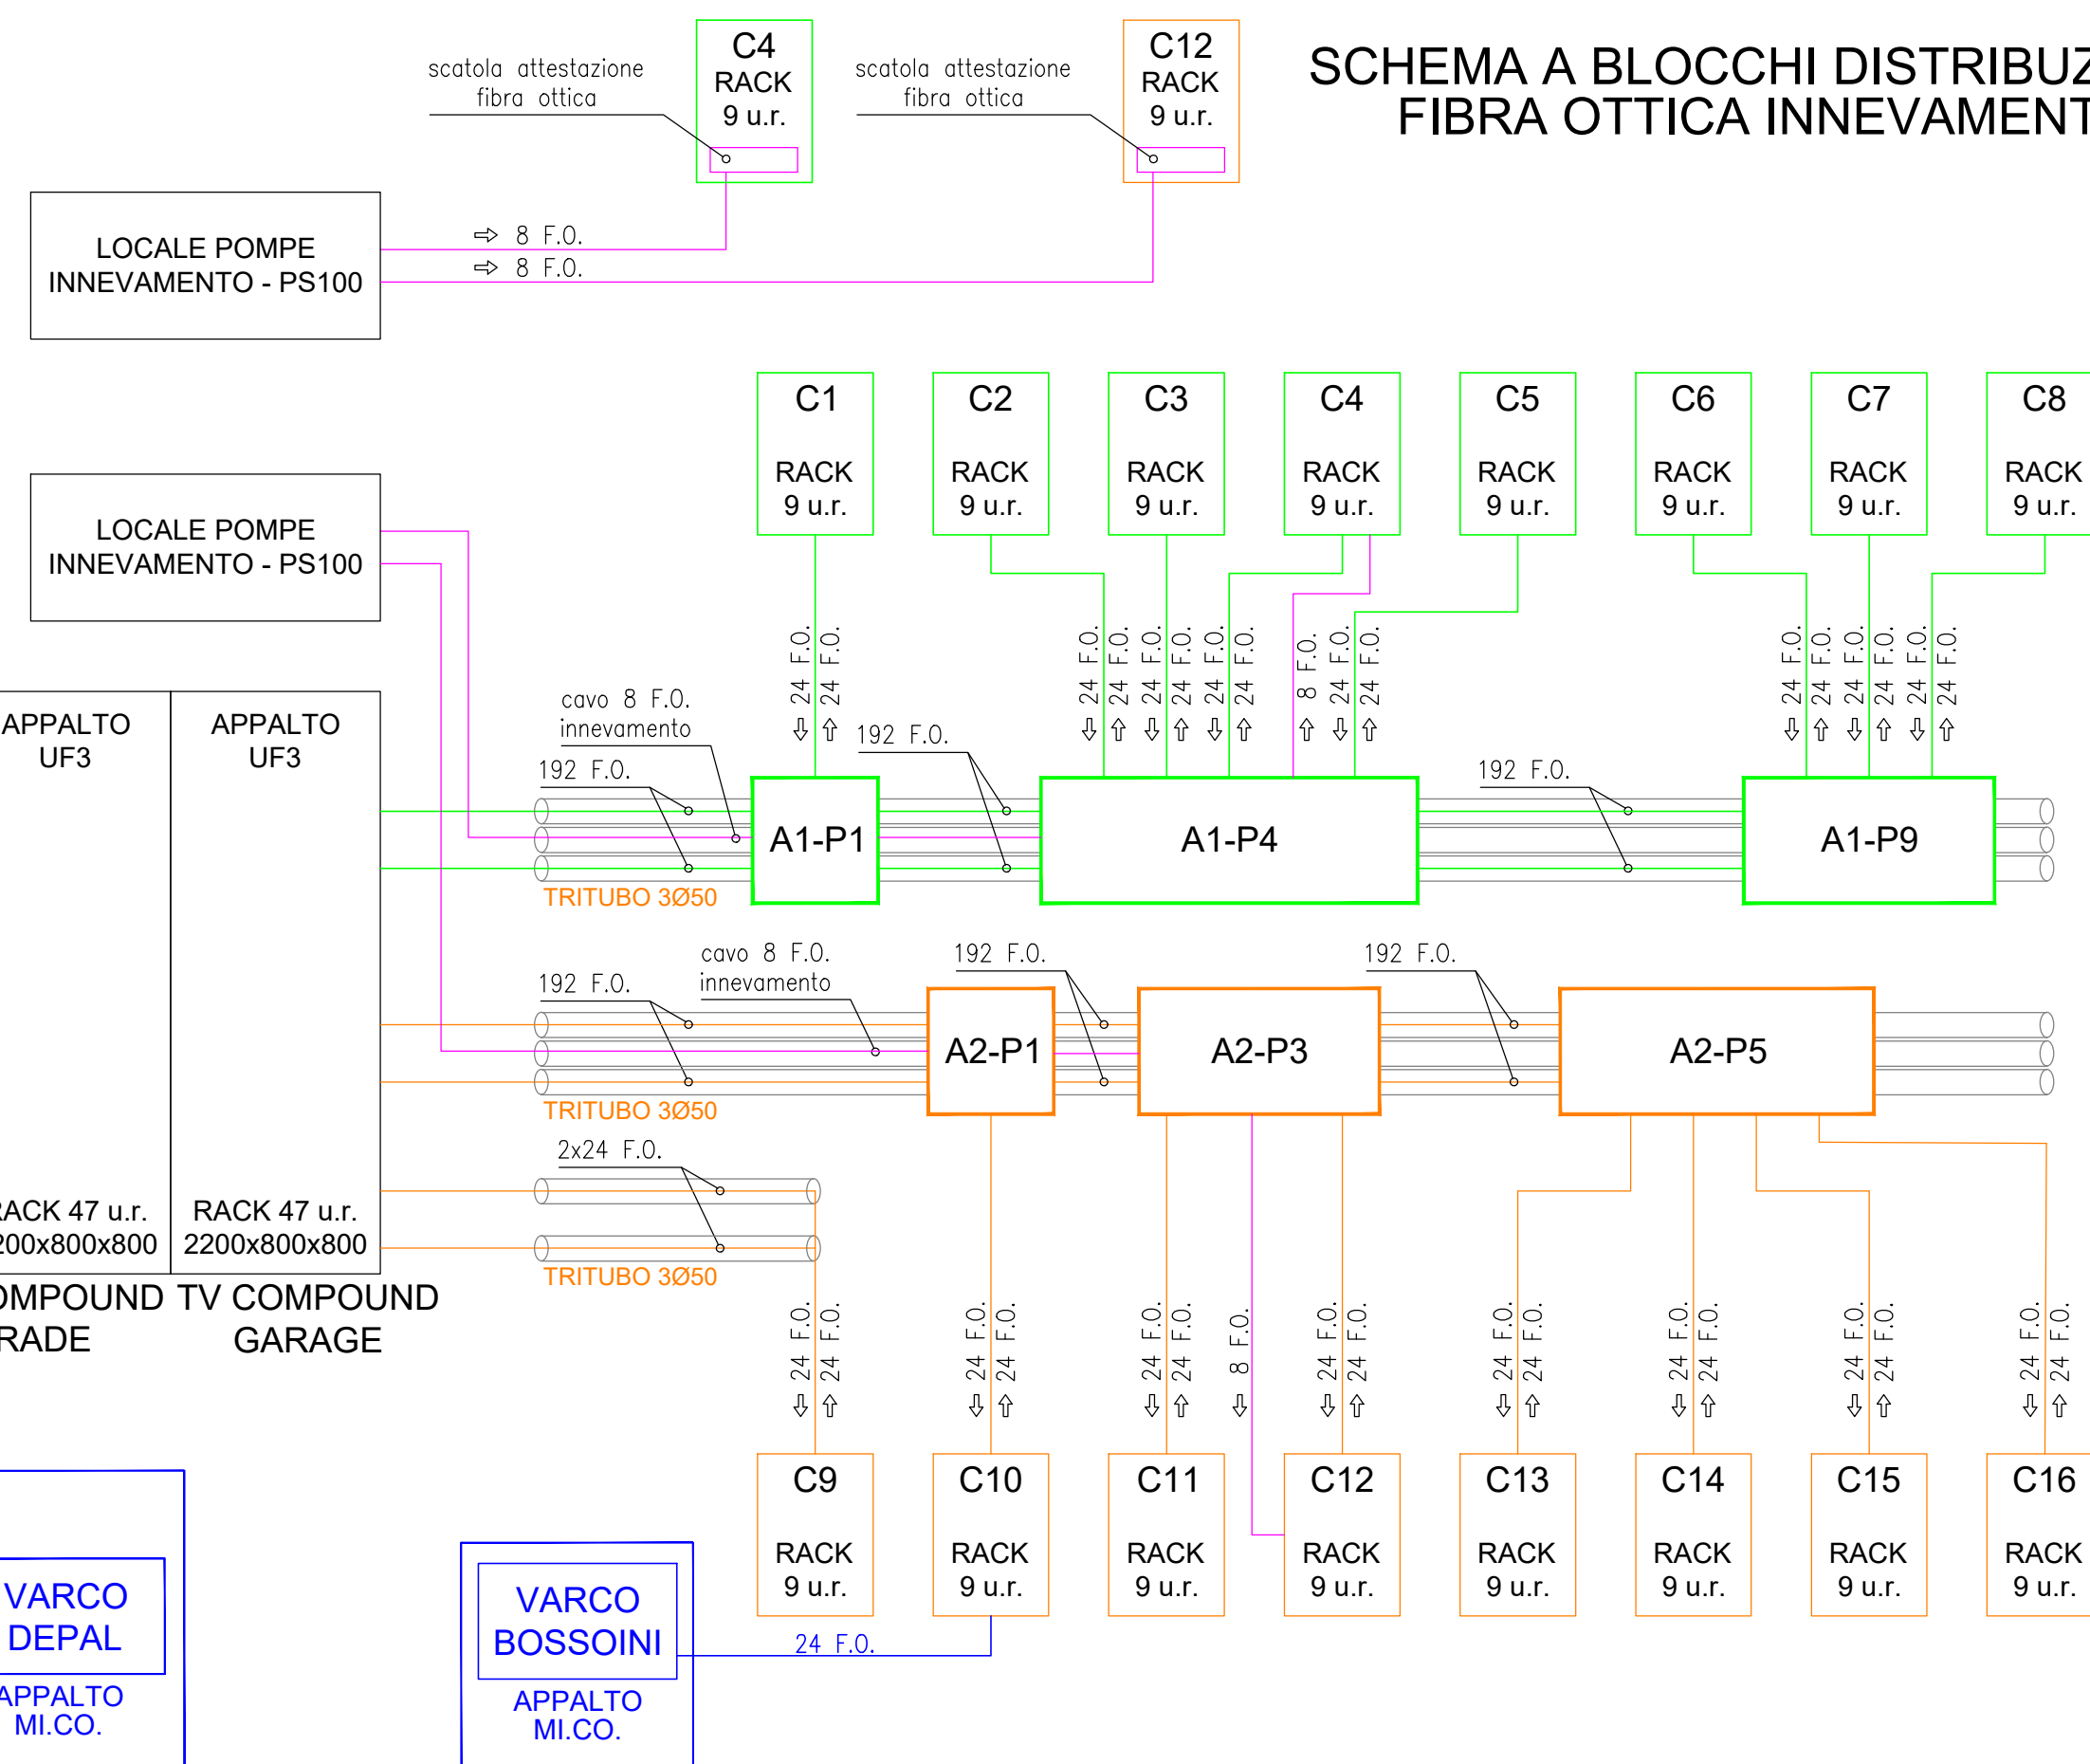 SCHEMA A BLOCCHI
FIBRA OTTICA
C4
RACK
9 u.r.
scatola attestazione
fibra ottica
C12
RACK
9 u.r.
scatola attestazione
fibra ottica
LOCALE POMPE
INNEVAMENTO - PS100
8 F.O.
8 F.O.
LOCALE POMPE
INNEVAMENTO - PS100
C1
RACK
9 u.r.
C2
RACK
9 u.r.
C3
RACK
9 u.r.
C4
RACK
9 u.r.
C5
RACK
9 u.r.
C6
RACK
9 u.r.
C7
RACK
9 u.r.
C8
RACK
9 u.r.
24 F.O.
24 F.O.
24 F.O.
24 F.O.
24 F.O.
24 F.O.
24 F.O.
24 F.O.
8 F.O.
24 F.O.
24 F.O.
24 F.O.
24 F.O.
24 F.O.
24 F.O.
24 F.O.
24 F.O.
APPALTO
UF3
APPALTO
UF3
cavo 8 F.O.
innevamento
192 F.O.
192 F.O.
192 F.O.
A1-P1
A1-P4
A1-P9
TRITUBO 3Ø50
192 F.O.
cavo 8 F.O.
innevamento
192 F.O.
192 F.O.
A2-P1
A2-P3
A2-P5
TRITUBO 3Ø50
2x24 F.O.
TRITUBO 3Ø50
47 u.r.
RACK 47 u.r.
2200x800x800
TV COMPOUND
GARAGE
24 F.O.
24 F.O.
24 F.O.
24 F.O.
24 F.O.
24 F.O.
8 F.O.
24 F.O.
24 F.O.
24 F.O.
24 F.O.
24 F.O.
24 F.O.
24 F.O.
24 F.O.
24 F.O.
24 F.O.
C9
RACK
9 u.r.
C10
RACK
9 u.r.
C11
RACK
9 u.r.
C12
RACK
9 u.r.
C13
RACK
9 u.r.
C14
RACK
9 u.r.
C15
RACK
9 u.r.
C16
RACK
9 u.r.
VARCO
DEPAL
APPALTO
MI.CO.
VARCO
BOSSOINI
APPALTO
MI.CO.
24 F.O.